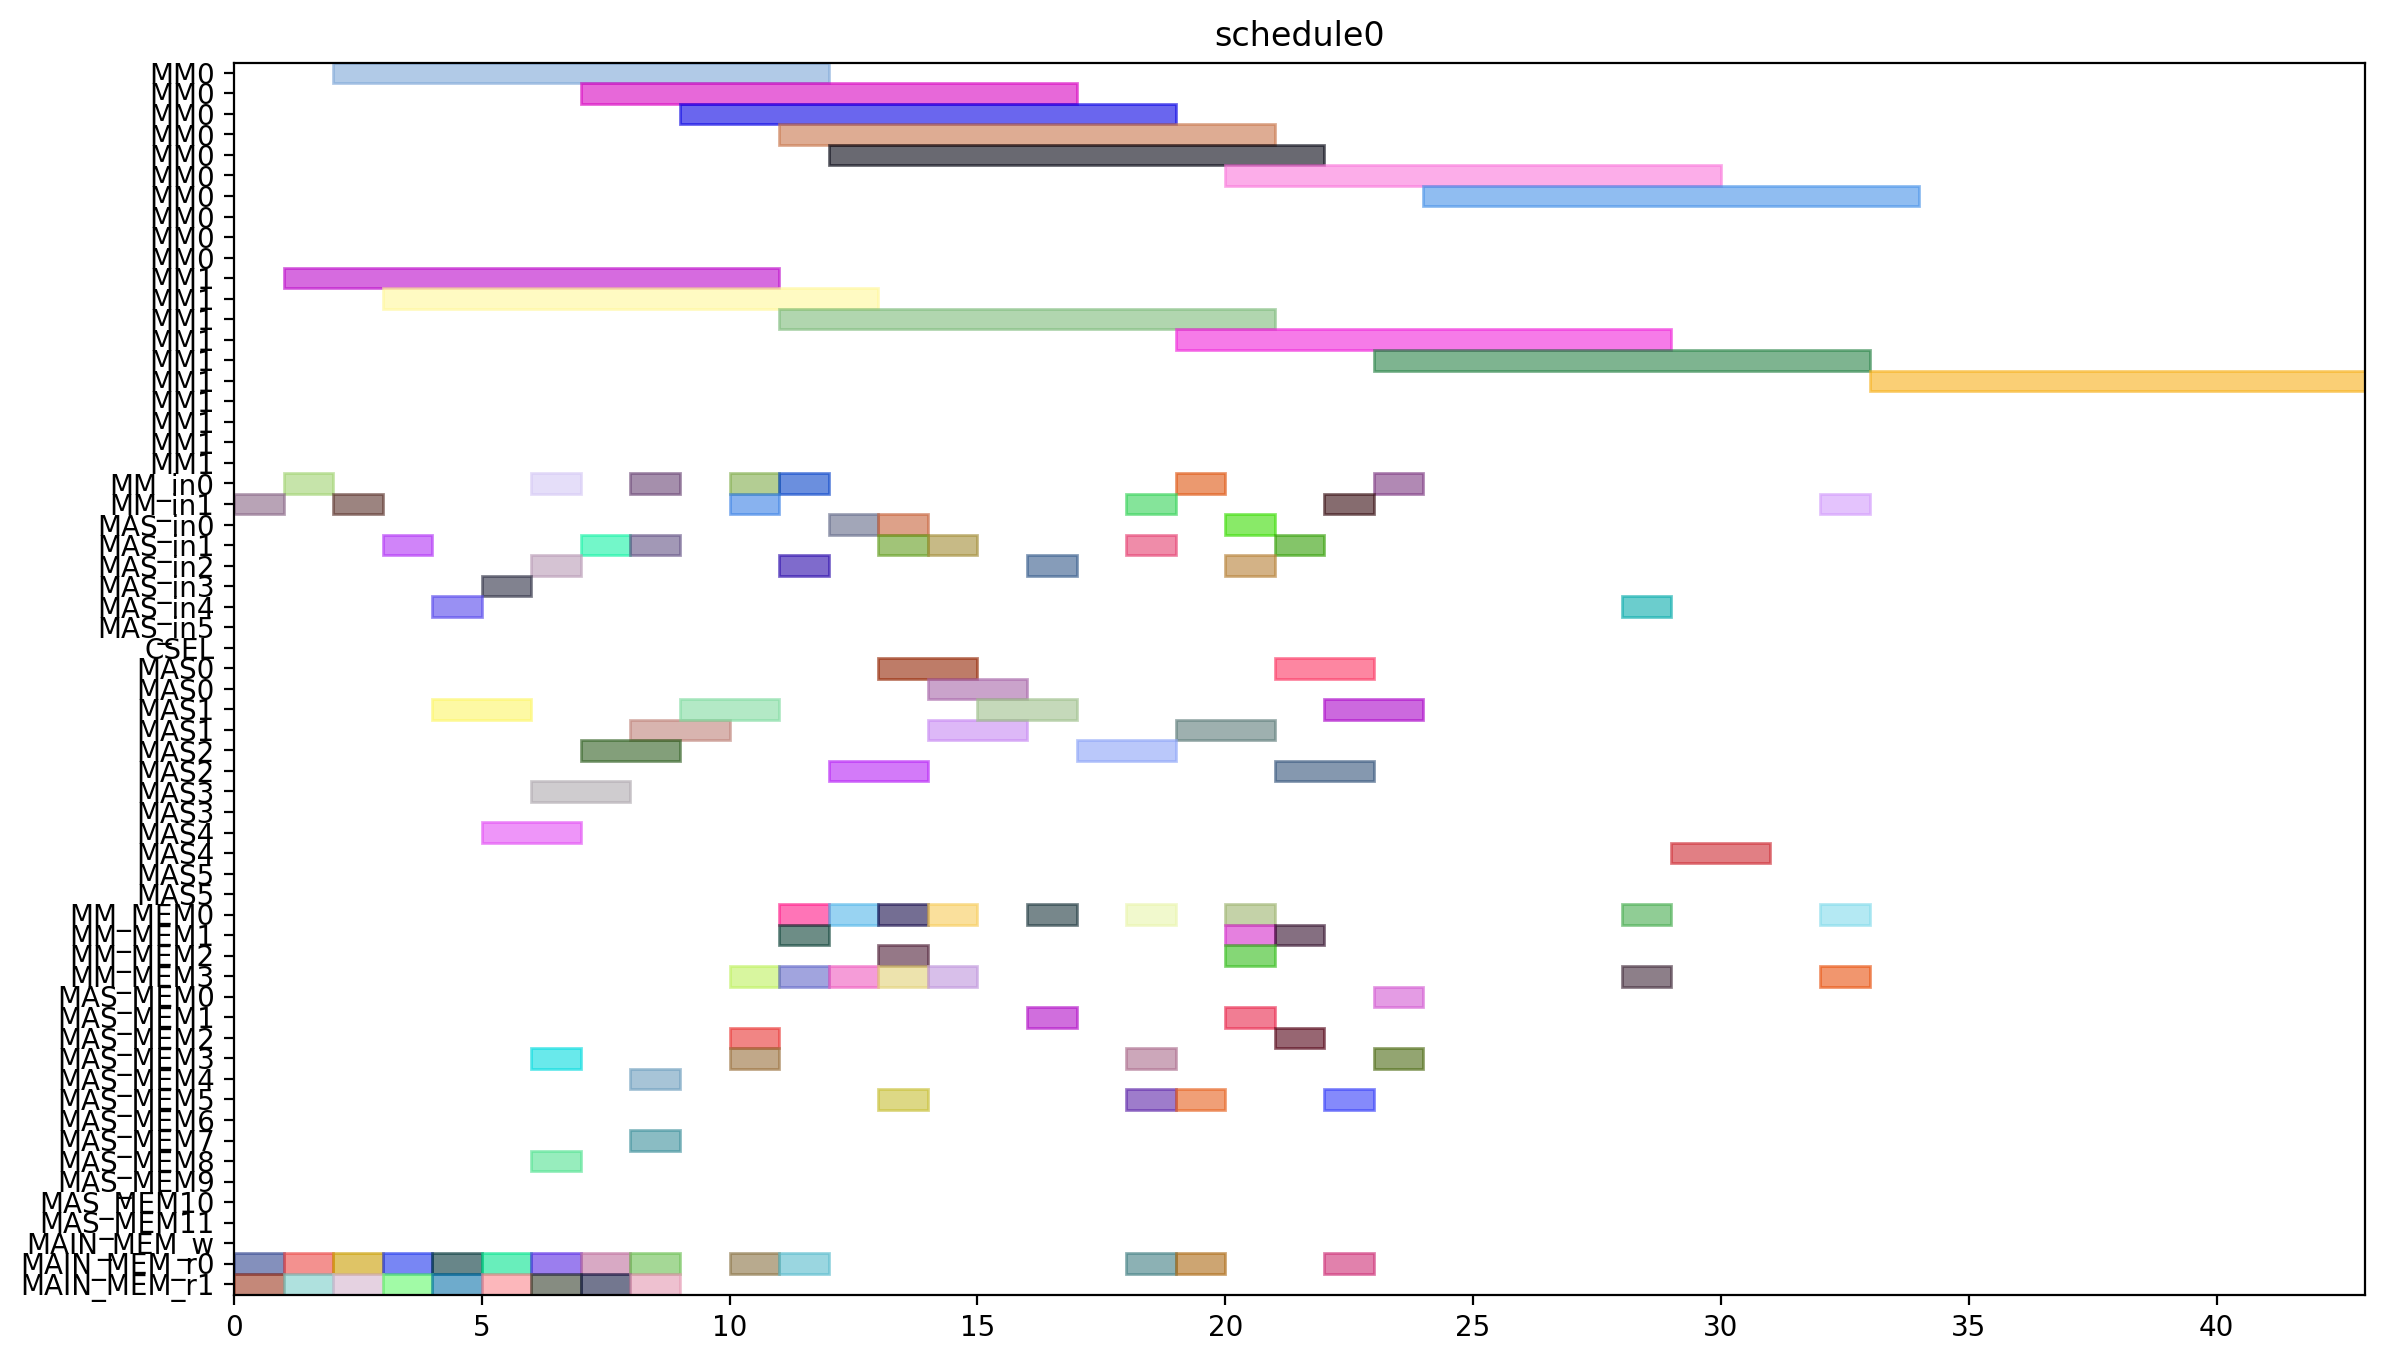 schedule0
MM0
MM0
MM0
MM0
MM0
MM0
MM0
MM0
MM0
MM0
MM1
MM1
MM1
MM1
MM1
MM1
MM1
MM1
MM1
MM1
MM_in0
MM_in1
MAS_in0
MAS_in1
MAS_in2
MAS_in3
MAS_in4
MAS_in5
CSEL
MAS0
MAS0
MAS1
MAS1
MAS2
MAS2
MAS3
MAS3
MAS4
MAS4
MAS5
MAS5
MM_MEM0
MM_MEM1
MM_MEM2
MM_MEM3
MAS_MEM0
MAS_MEM1
MAS_MEM2
MAS_MEM3
MAS_MEM4
MAS_MEM5
MAS_MEM6
MAS_MEM7
MAS_MEM8
MAS_MEM9
MAS_MEM10
MAS_MEM11
MAIN_MEM_w
MAIN_MEM_r0
MAIN_MEM_r1
0 5 10 15 20 25 30 35 40